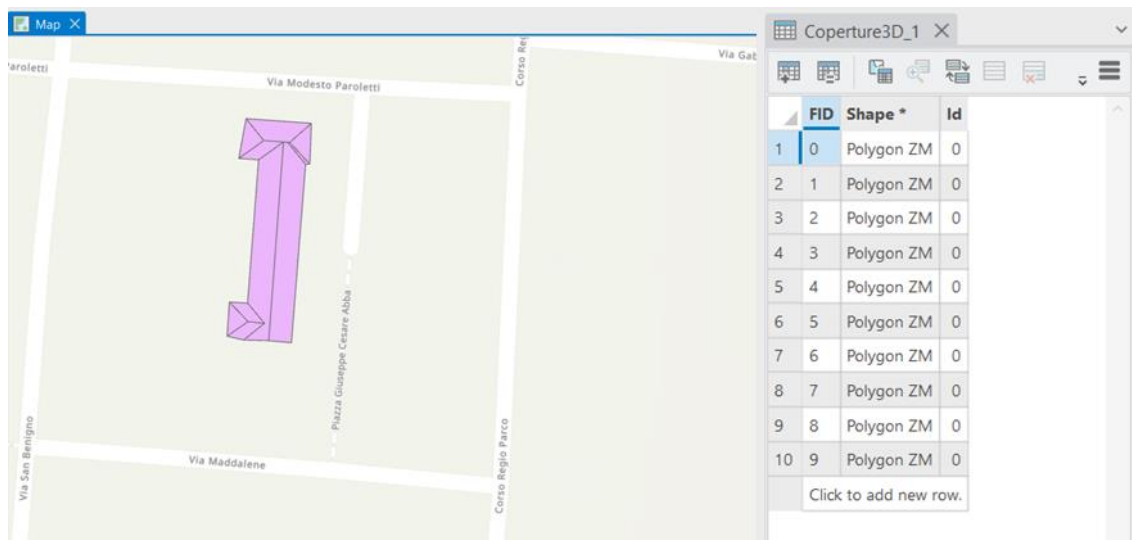 Map
Corso Reg
Via Gab
Paroletti
Via Modesto Paroletti
Piazza Giuseppe Cesare Abba
Via San Benigno
Via Maddalene
Corso Regio Parco
Coperture3D_1
FID Shape * Id
1 0 Polygon ZM 0
2 1 Polygon ZM 0
3 2 Polygon ZM 0
4 3 Polygon ZM 0
5 4 Polygon ZM 0
6 5 Polygon ZM 0
7 6 Polygon ZM 0
8 7 Polygon ZM 0
9 8 Polygon ZM 0
10 9 Polygon ZM 0
Click to add new row.